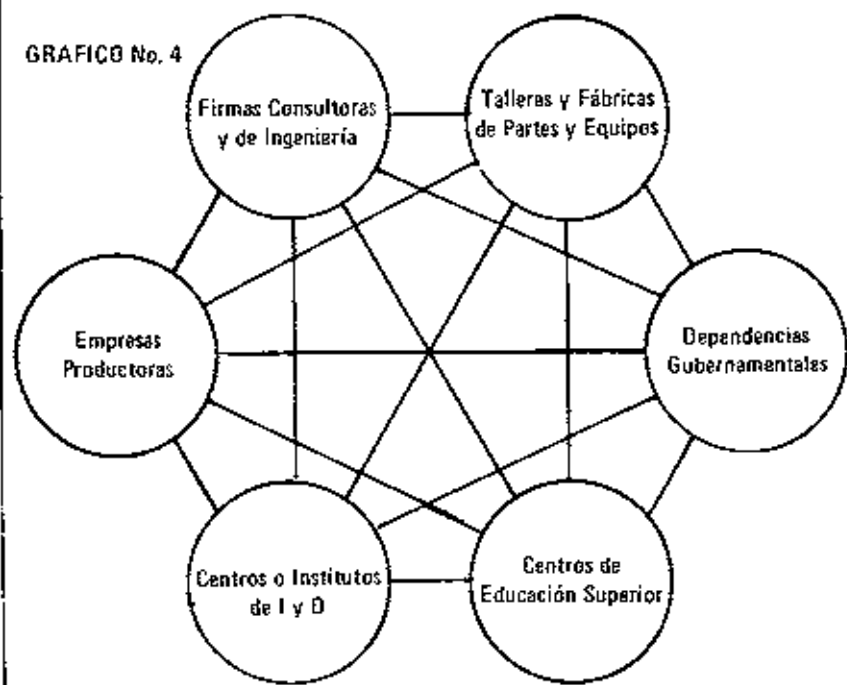 GRAFICO No. 4
Firmas Consultoras
y de Ingeniería
Talleres y Fábricas
de Partes y Equipos
Empresas
Productoras
Dependencias
Gubernamentales
Centros o Institutos
de I y D
Centros de
Educación Superior